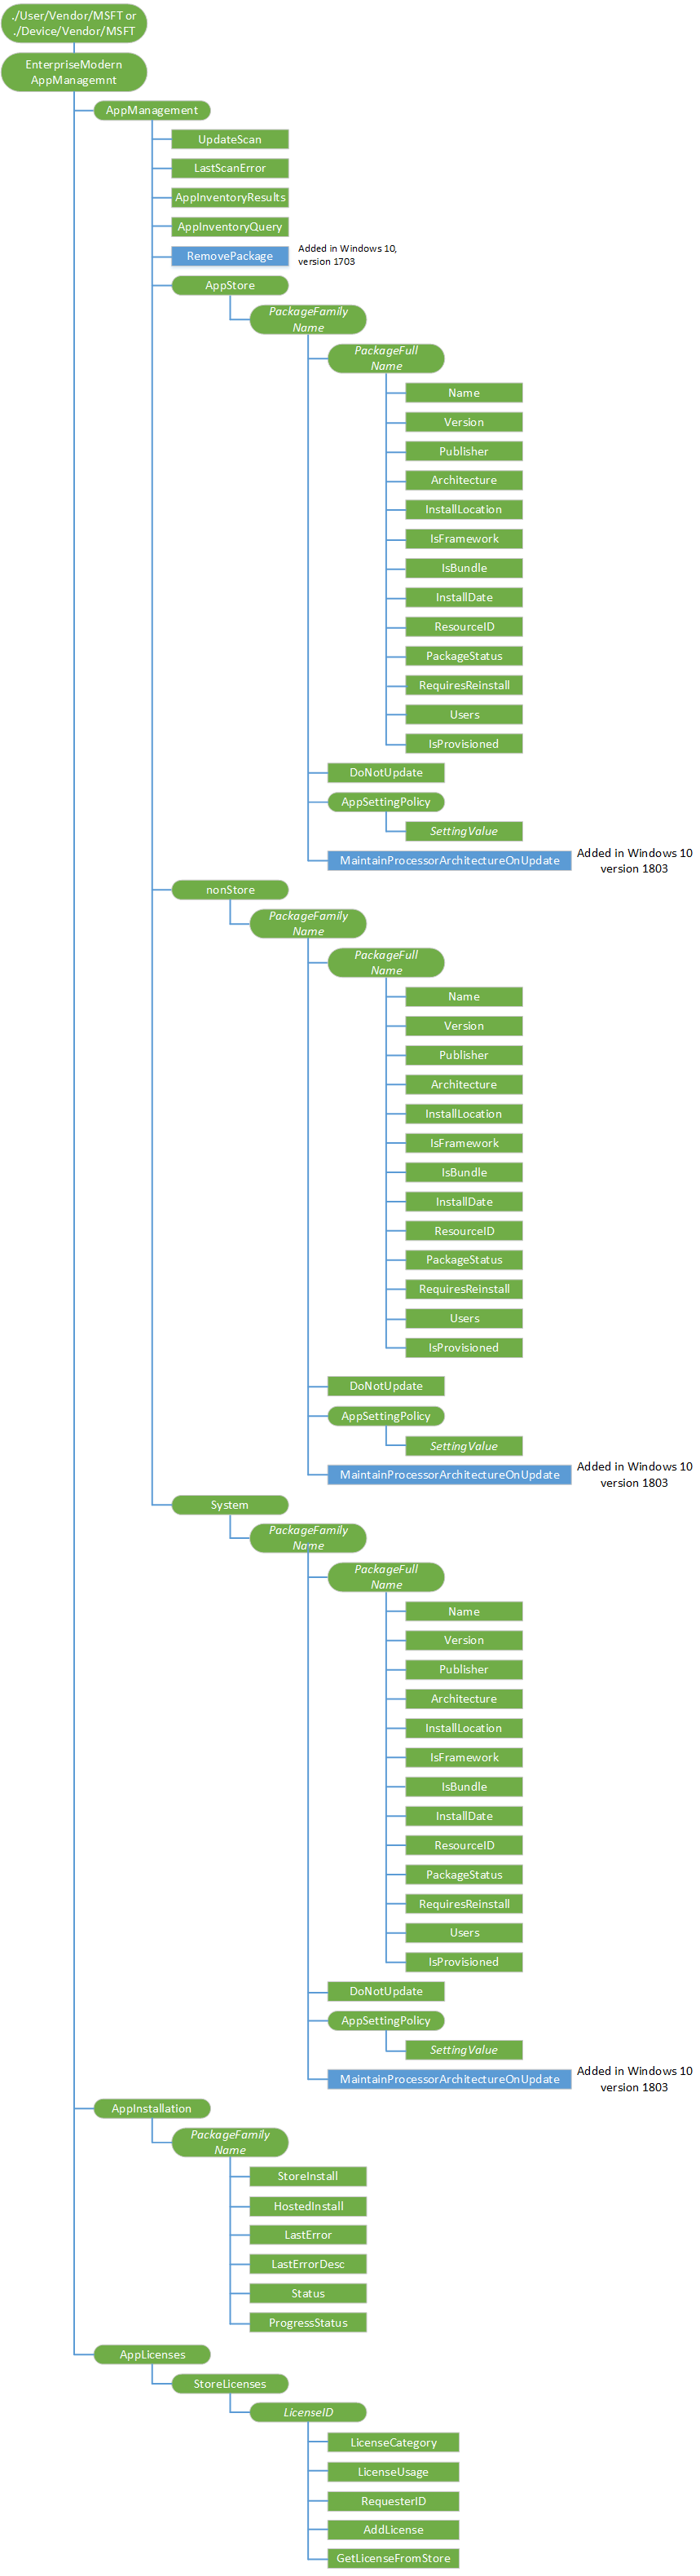 ./User/Vendor/MSFT or
./Device/Vendor/MSFT
EnterpriseModern
AppManagemnt
AppManagement
UpdateScan
LastScanError
AppInventoryResults
AppInventoryQuery
RemovePackage
Added in Windows 10,
version 1703
AppStore
PackageFamily
Name
PackageFull
Name
Name
Version
Publisher
Architecture
InstallLocation
IsFramework
IsBundle
InstallDate
ResourceID
PackageStatus
RequiresReinstall
Users
IsProvisioned
DoNotUpdate
AppSettingPolicy
SettingValue
MaintainProcessorArchitectureOnUpdate
Added in Windows 10
version 1803
nonStore
PackageFamily
Name
PackageFull
Name
Name
Version
Publisher
Architecture
InstallLocation
IsFramework
IsBundle
InstallDate
ResourceID
PackageStatus
RequiresReinstall
Users
IsProvisioned
DoNotUpdate
AppSettingPolicy
SettingValue
MaintainProcessorArchitectureOnUpdate
Added in Windows 10
version 1803
System
PackageFamily
Name
PackageFull
Name
Name
Version
Publisher
Architecture
InstallLocation
IsFramework
IsBundle
InstallDate
ResourceID
PackageStatus
RequiresReinstall
Users
IsProvisioned
DoNotUpdate
AppSettingPolicy
SettingValue
MaintainProcessorArchitectureOnUpdate
Added in Windows 10
version 1803
AppInstallation
PackageFamily
Name
StoreInstall
HostedInstall
LastError
LastErrorDesc
Status
ProgressStatus
AppLicenses
StoreLicenses
LicenseID
LicenseCategory
LicenseUsage
RequesterID
AddLicense
GetLicenseFromStore